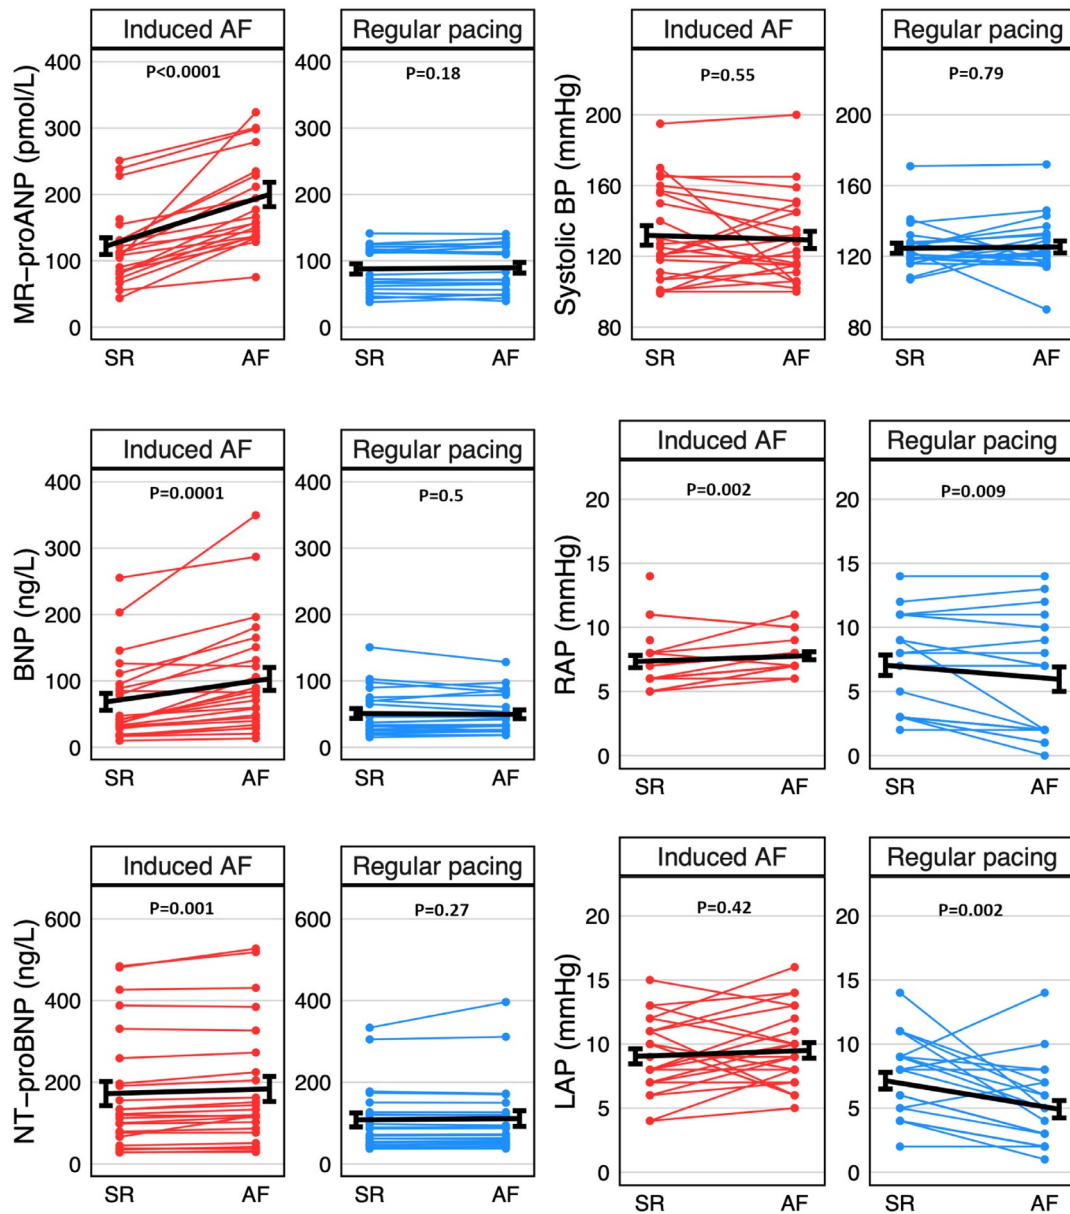 Induced AF
Regular pacing
MR-proANP (pmol/L)
400
300
200
100
0
P<0.0001
P=0.18
SR
AF
SR
AF
Induced AF
Regular pacing
Systolic BP (mmHg)
200
160
120
80
P=0.55
200
160
120
80
P=0.79
SR
AF
SR
AF
Induced AF
Regular pacing
BNP (ng/L)
400
300
200
100
0
P=0.0001
400
300
200
100
0
P=0.5
SR
AF
SR
AF
Induced AF
Regular pacing
RAP (mmHg)
20
15
10
5
0
P=0.002
20
15
10
5
0
P=0.009
SR
AF
SR
AF
Induced AF
Regular pacing
NT-proBNP (ng/L)
600
400
200
0
P=0.001
600
400
200
0
P=0.27
SR
AF
SR
AF
Induced AF
Regular pacing
LAP (mmHg)
20
15
10
5
0
P=0.42
20
15
10
5
0
P=0.002
SR
AF
SR
AF